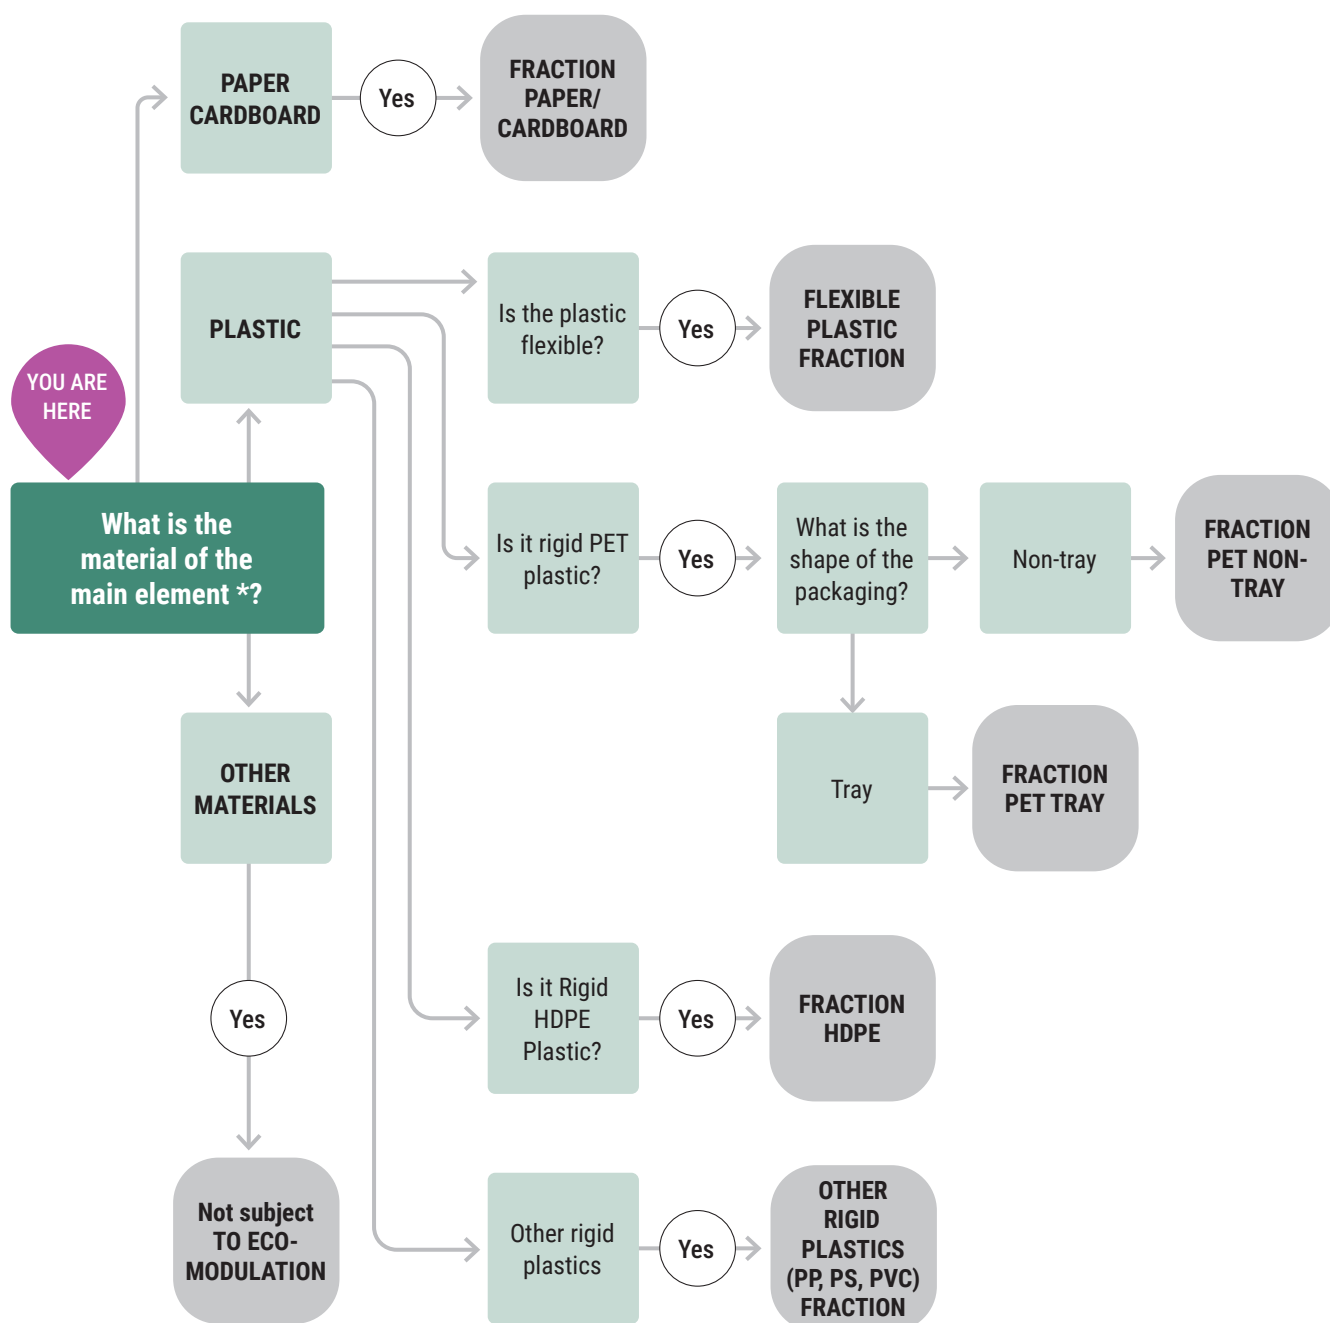 PAPER
CARDBOARD
Yes
FRACTION
PAPER/
CARDBOARD
PLASTIC
Is the plastic
flexible?
Yes
FLEXIBLE
PLASTIC
FRACTION
YOU ARE
HERE
What is the
material of the
main element *?
Is it rigid PET
plastic?
Yes
What is the
shape of the
packaging?
Non-tray
FRACTION
PET NON-
TRAY
OTHER
MATERIALS
Tray
FRACTION
PET TRAY
Yes
Is it Rigid
HDPE
Plastic?
Yes
FRACTION
HDPE
Not subject
TO ECO-
MODULATION
Other rigid
plastics
Yes
OTHER
RIGID
PLASTICS
(PP, PS, PVC)
FRACTION